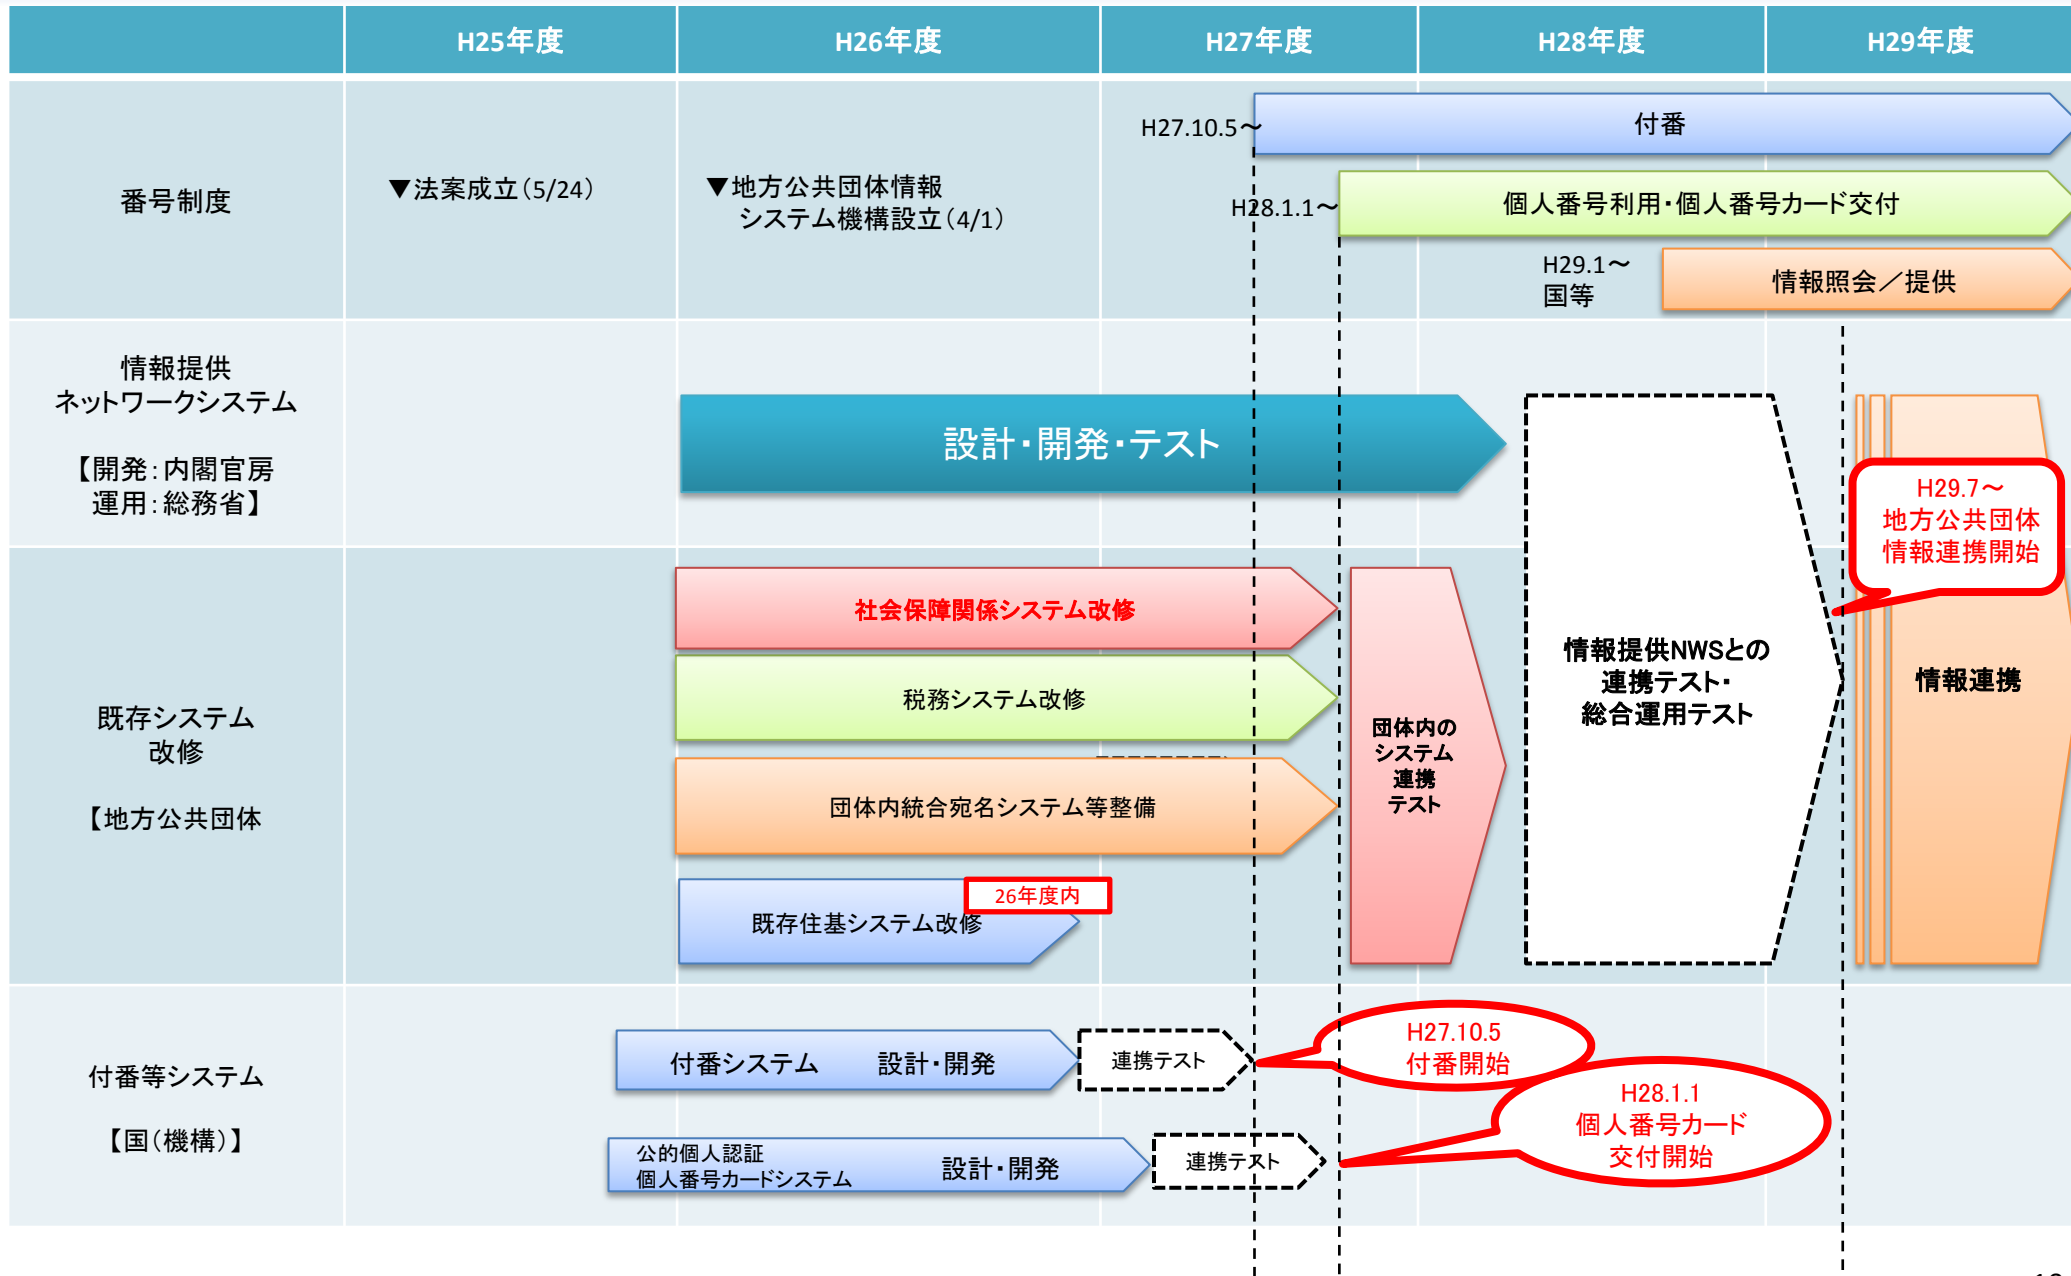 H25年度
H26年度
H27年度
H28年度
H29年度
番号制度
▼法案成立（5/24）
▼地方公共団体情報
システム機構設立（4/1）
H27.10.5～
付番
H28.1.1～
個人番号利用・個人番号カード交付
H29.1～
国等
情報照会／提供
情報提供
ネットワークシステム
【開発：内閣官房
運用：総務省】
設計・開発・テスト
H29.7～
地方公共団体
情報連携開始
既存システム
改修
【地方公共団体
社会保障関係システム改修
税務システム改修
団体内統合宛名システム等整備
26年度内
既存住基システム改修
団体内の
システム
連携
テスト
情報提供NWSとの
連携テスト・
総合運用テスト
情報連携
付番等システム
【国（機構）】
付番システム　設計・開発
連携テスト
H27.10.5
付番開始
公的個人認証
個人番号カードシステム
設計・開発
連携テスト
H28.1.1
個人番号カード
交付開始